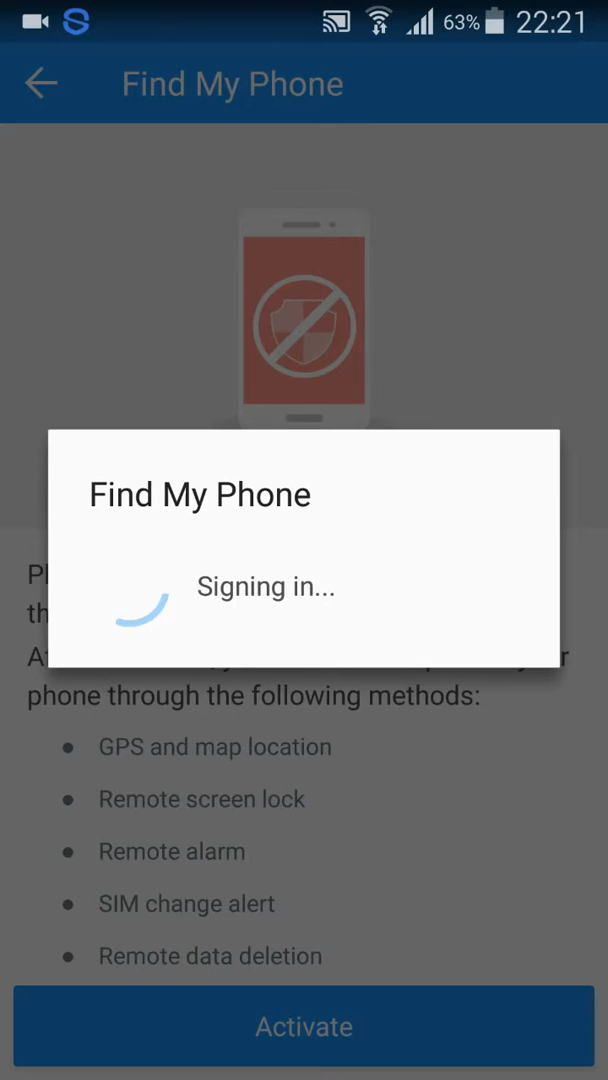 63% 22:21
Find My Phone
Find My Phone
Signing in...
phone through the following methods:
● GPS and map location
● Remote screen lock
● Remote alarm
● SIM change alert
● Remote data deletion
Activate